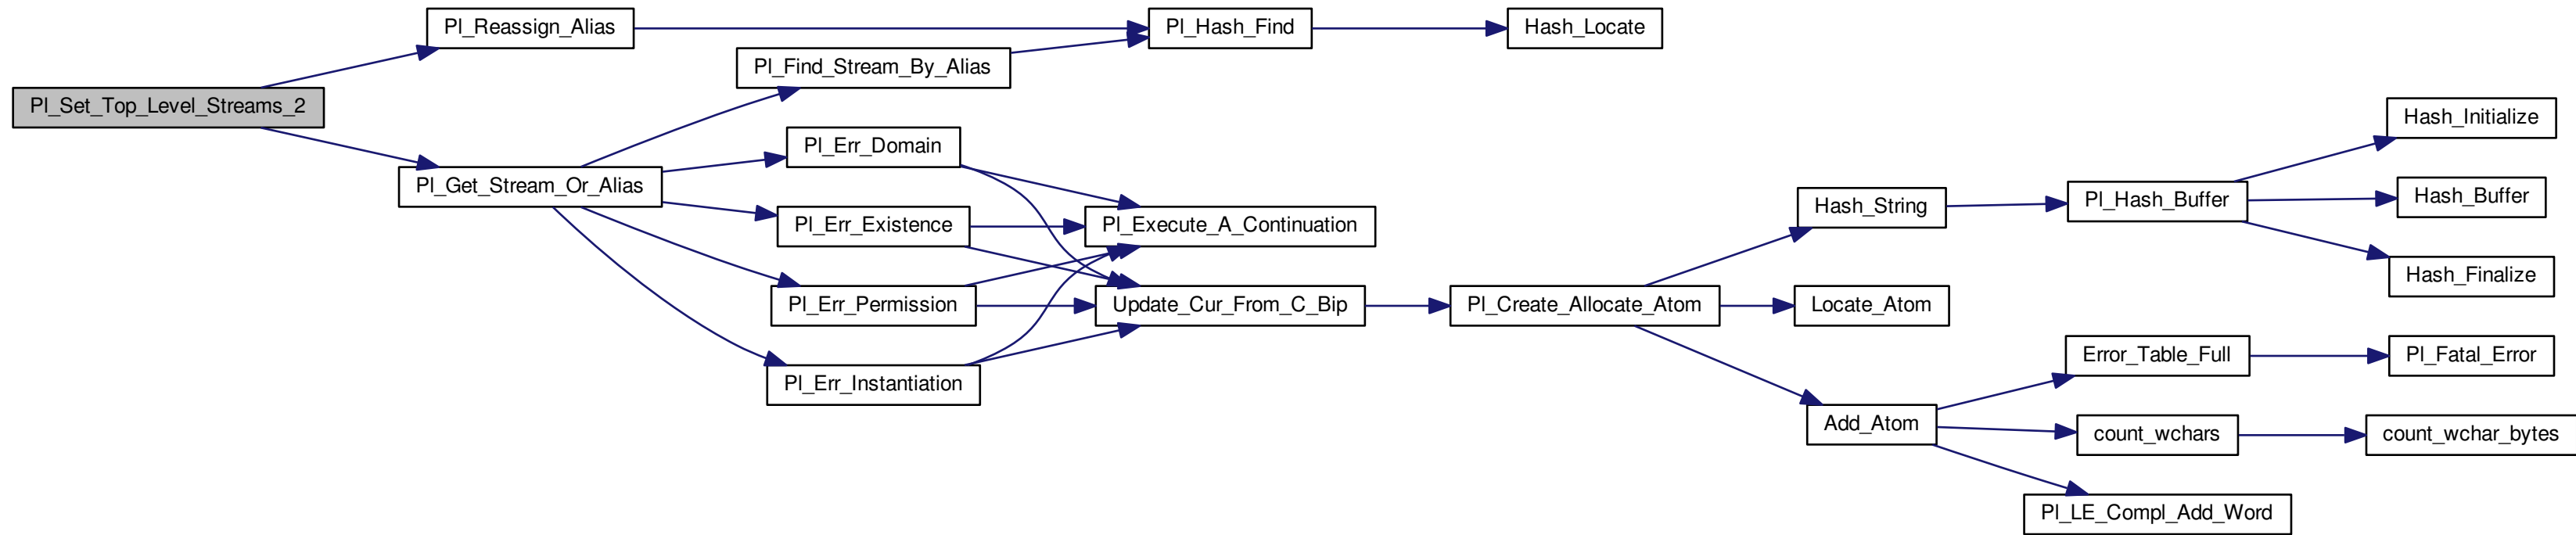 Pl_Set_Top_Level_Streams_2
Pl_Reassign_Alias
Pl_Get_Stream_Or_Alias
Pl_Find_Stream_By_Alias
Pl_Err_Domain
Pl_Err_Existence
Pl_Err_Permission
Pl_Err_Instantiation
Pl_Hash_Find
Pl_Execute_A_Continuation
Update_Cur_From_C_Bip
Hash_Locate
Pl_Create_Allocate_Atom
Hash_String
Locate_Atom
Add_Atom
Pl_Hash_Buffer
Error_Table_Full
count_wchars
Pl_LE_Compl_Add_Word
Hash_Initialize
Hash_Buffer
Hash_Finalize
Pl_Fatal_Error
count_wchar_bytes